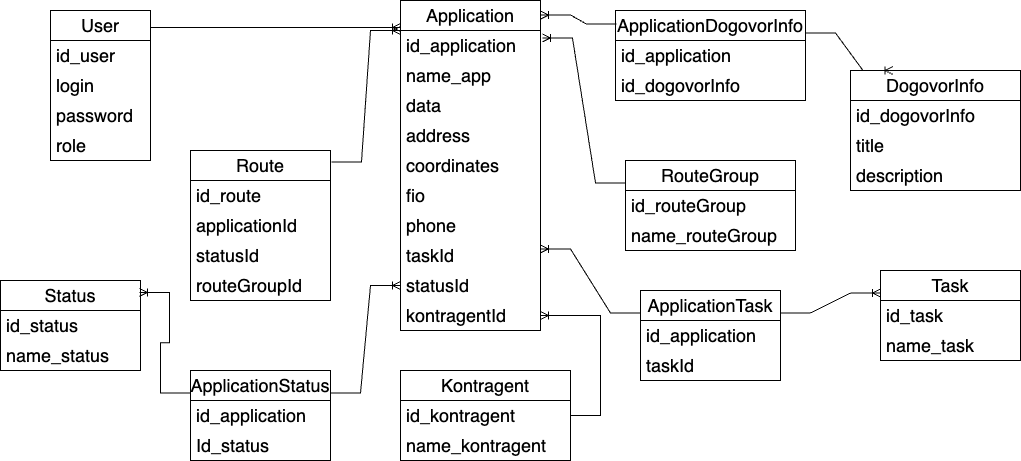 User
id_user
login
password
role
Application
id_application
name_app
data
address
coordinates
fio
phone
taskId
statusId
kontragentId
ApplicationDogovorInfo
id_application
id_dogovorInfo
DogovorInfo
id_dogovorInfo
title
description
Route
id_route
applicationId
statusId
routeGroupId
RouteGroup
id_routeGroup
name_routeGroup
Status
id_status
name_status
ApplicationTask
id_application
taskId
Task
id_task
name_task
ApplicationStatus
id_application
Id_status
Kontragent
id_kontragent
name_kontragent